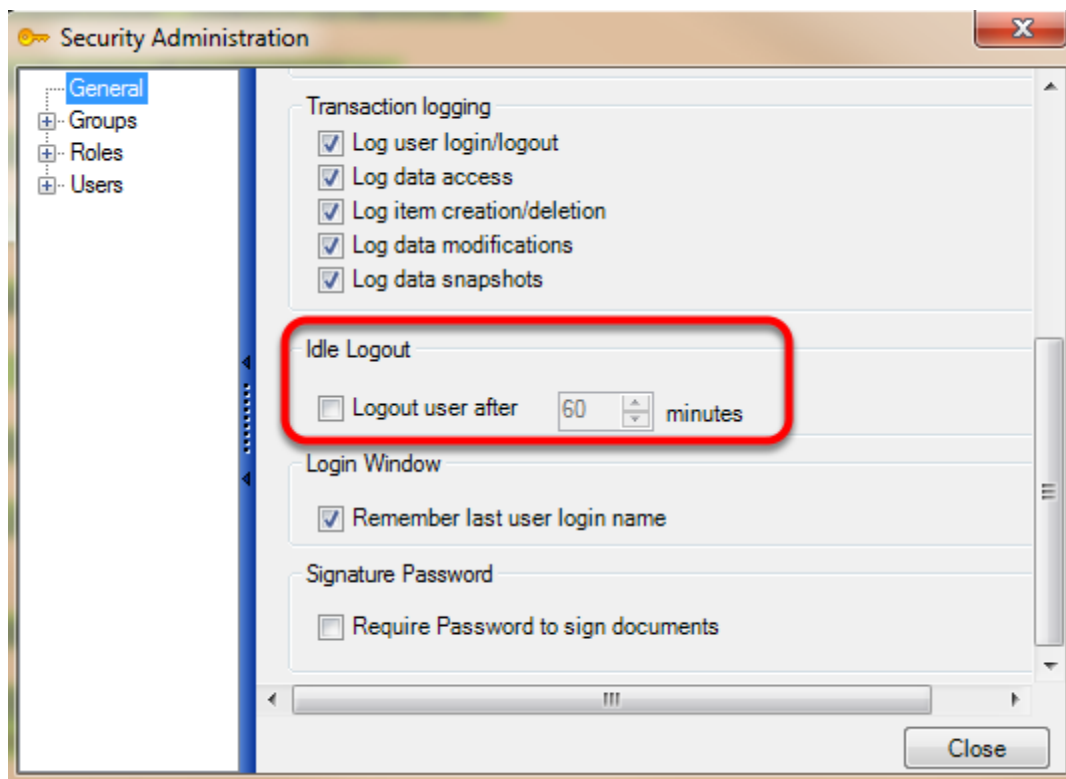 Security Administration
General
Groups
Roles
Users
Transaction logging
Log user login/logout
Log data access
Log item creation/deletion
Log data modifications
Log data snapshots
Idle Logout
Logout user after 60 minutes
Login Window
Remember last user login name
Signature Password
Require Password to sign documents
Close